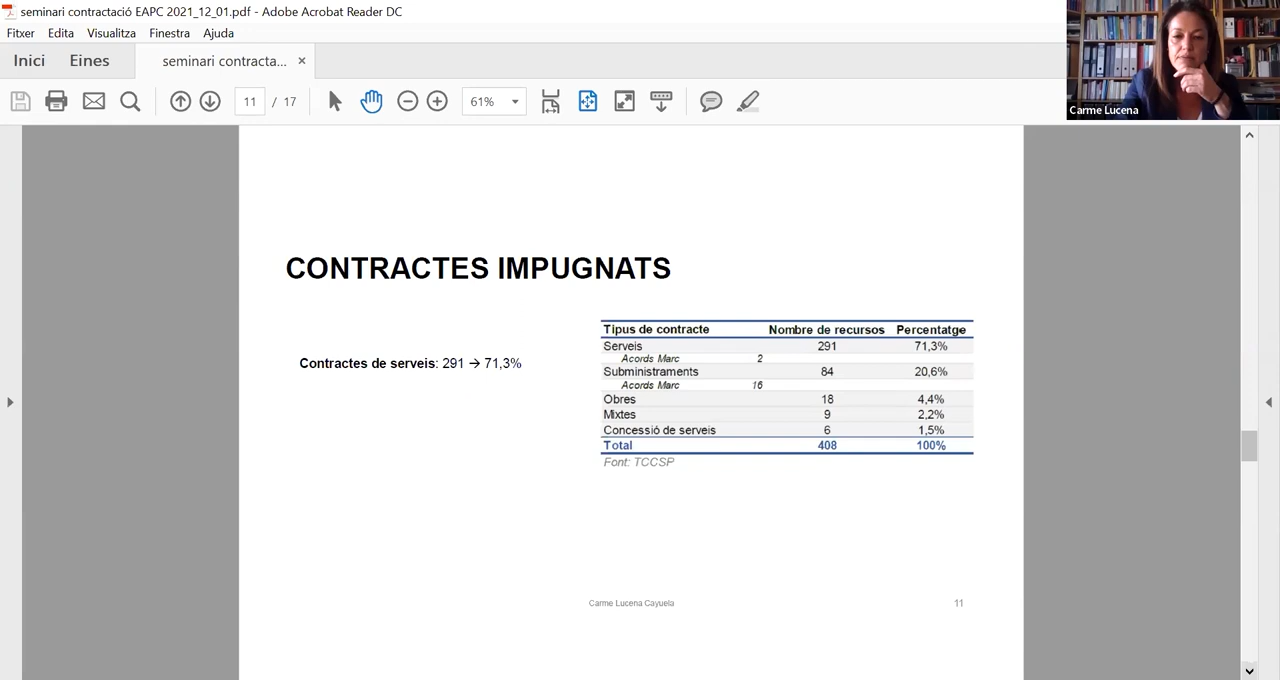 seminari contractació EAPC 2021_12_01.pdf - Adobe Acrobat Reader DC
Fitxer Edita Visualitza Finestra Ajuda
Inici Eines seminari contracta... ×
11 / 17 61%
Carme Lucena
CONTRACTES IMPUGNATS
Contractes de serveis: 291 → 71,3%
Tipus de contracte Nombre de recursos Percentatge
Serveis 291 71,3%
Acords Marc 2
Subministraments 84 20,6%
Acords Marc 16
Obres 18 4,4%
Mixtes 9 2,2%
Concessió de serveis 6 1,5%
Total 408 100%
Font: TCCSP
Carme Lucena Cayuela 11